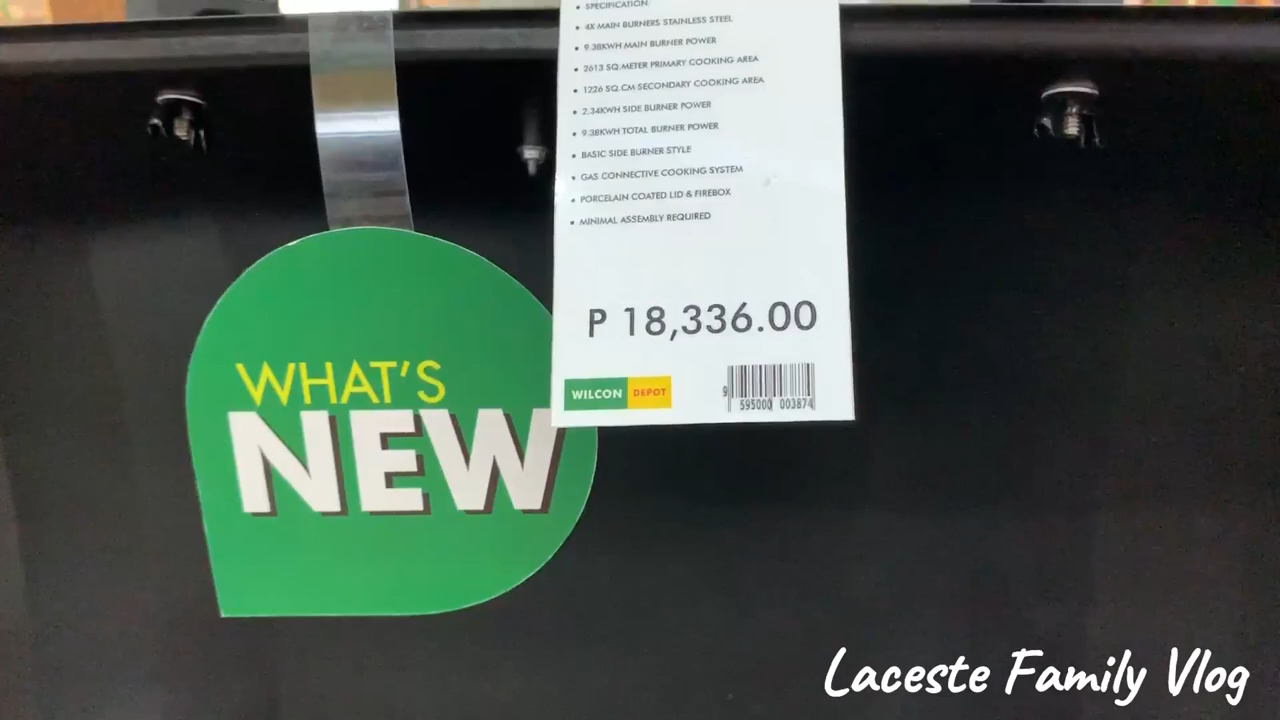 • SPECIFICATION
• 4X MAIN BURNERS STAINLESS STEEL
• 9.38KWH MAIN BURNER POWER
• 2613 SQ.METER PRIMARY COOKING AREA
• 1226 SQ.CM SECONDARY COOKING AREA
• 2.34KWH SIDE BURNER POWER
• 9.38KWH TOTAL BURNER POWER
• BASIC SIDE BURNER STYLE
• GAS CONNECTIVE COOKING SYSTEM
• PORCELAIN COATED LID & FIREBOX
• MINIMAL ASSEMBLY REQUIRED
P 18,336.00
WILCON DEPOT
9 595000 003874
WHAT'S
NEW
Laceste Family Vlog